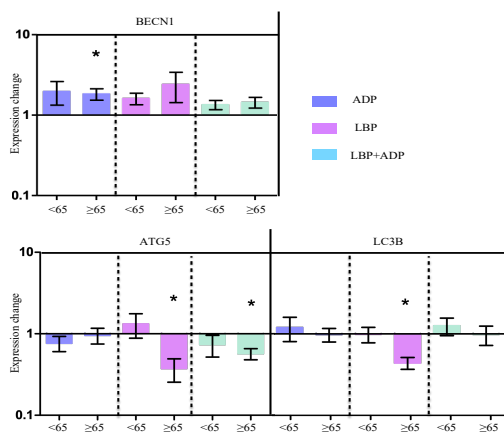 BECN1
Expression change
10
1
0.1
*
<65 ≥65 <65 ≥65 <65 ≥65
ADP
LBP
LBP+ADP
ATG5 LC3B
Expression change
10
1
0.1
* * *
<65 ≥65 <65 ≥65 <65 ≥65 <65 ≥65 <65 ≥65 <65 ≥65